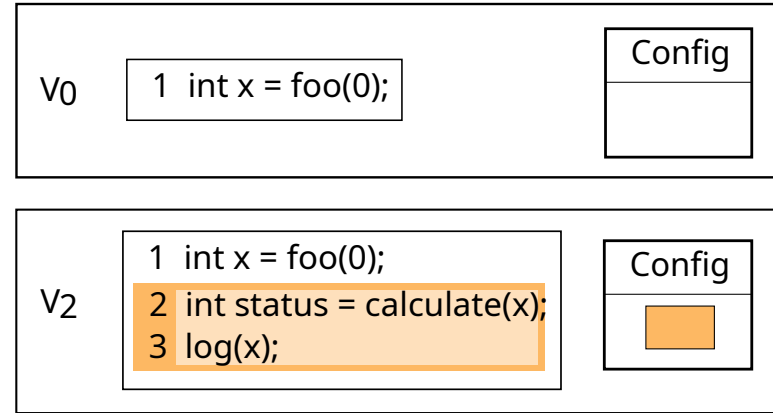 Config
V0
1 int x = foo(0);
1 int x = foo(0);
Config
V2
2 int status = calculate(x);
3 log(x);